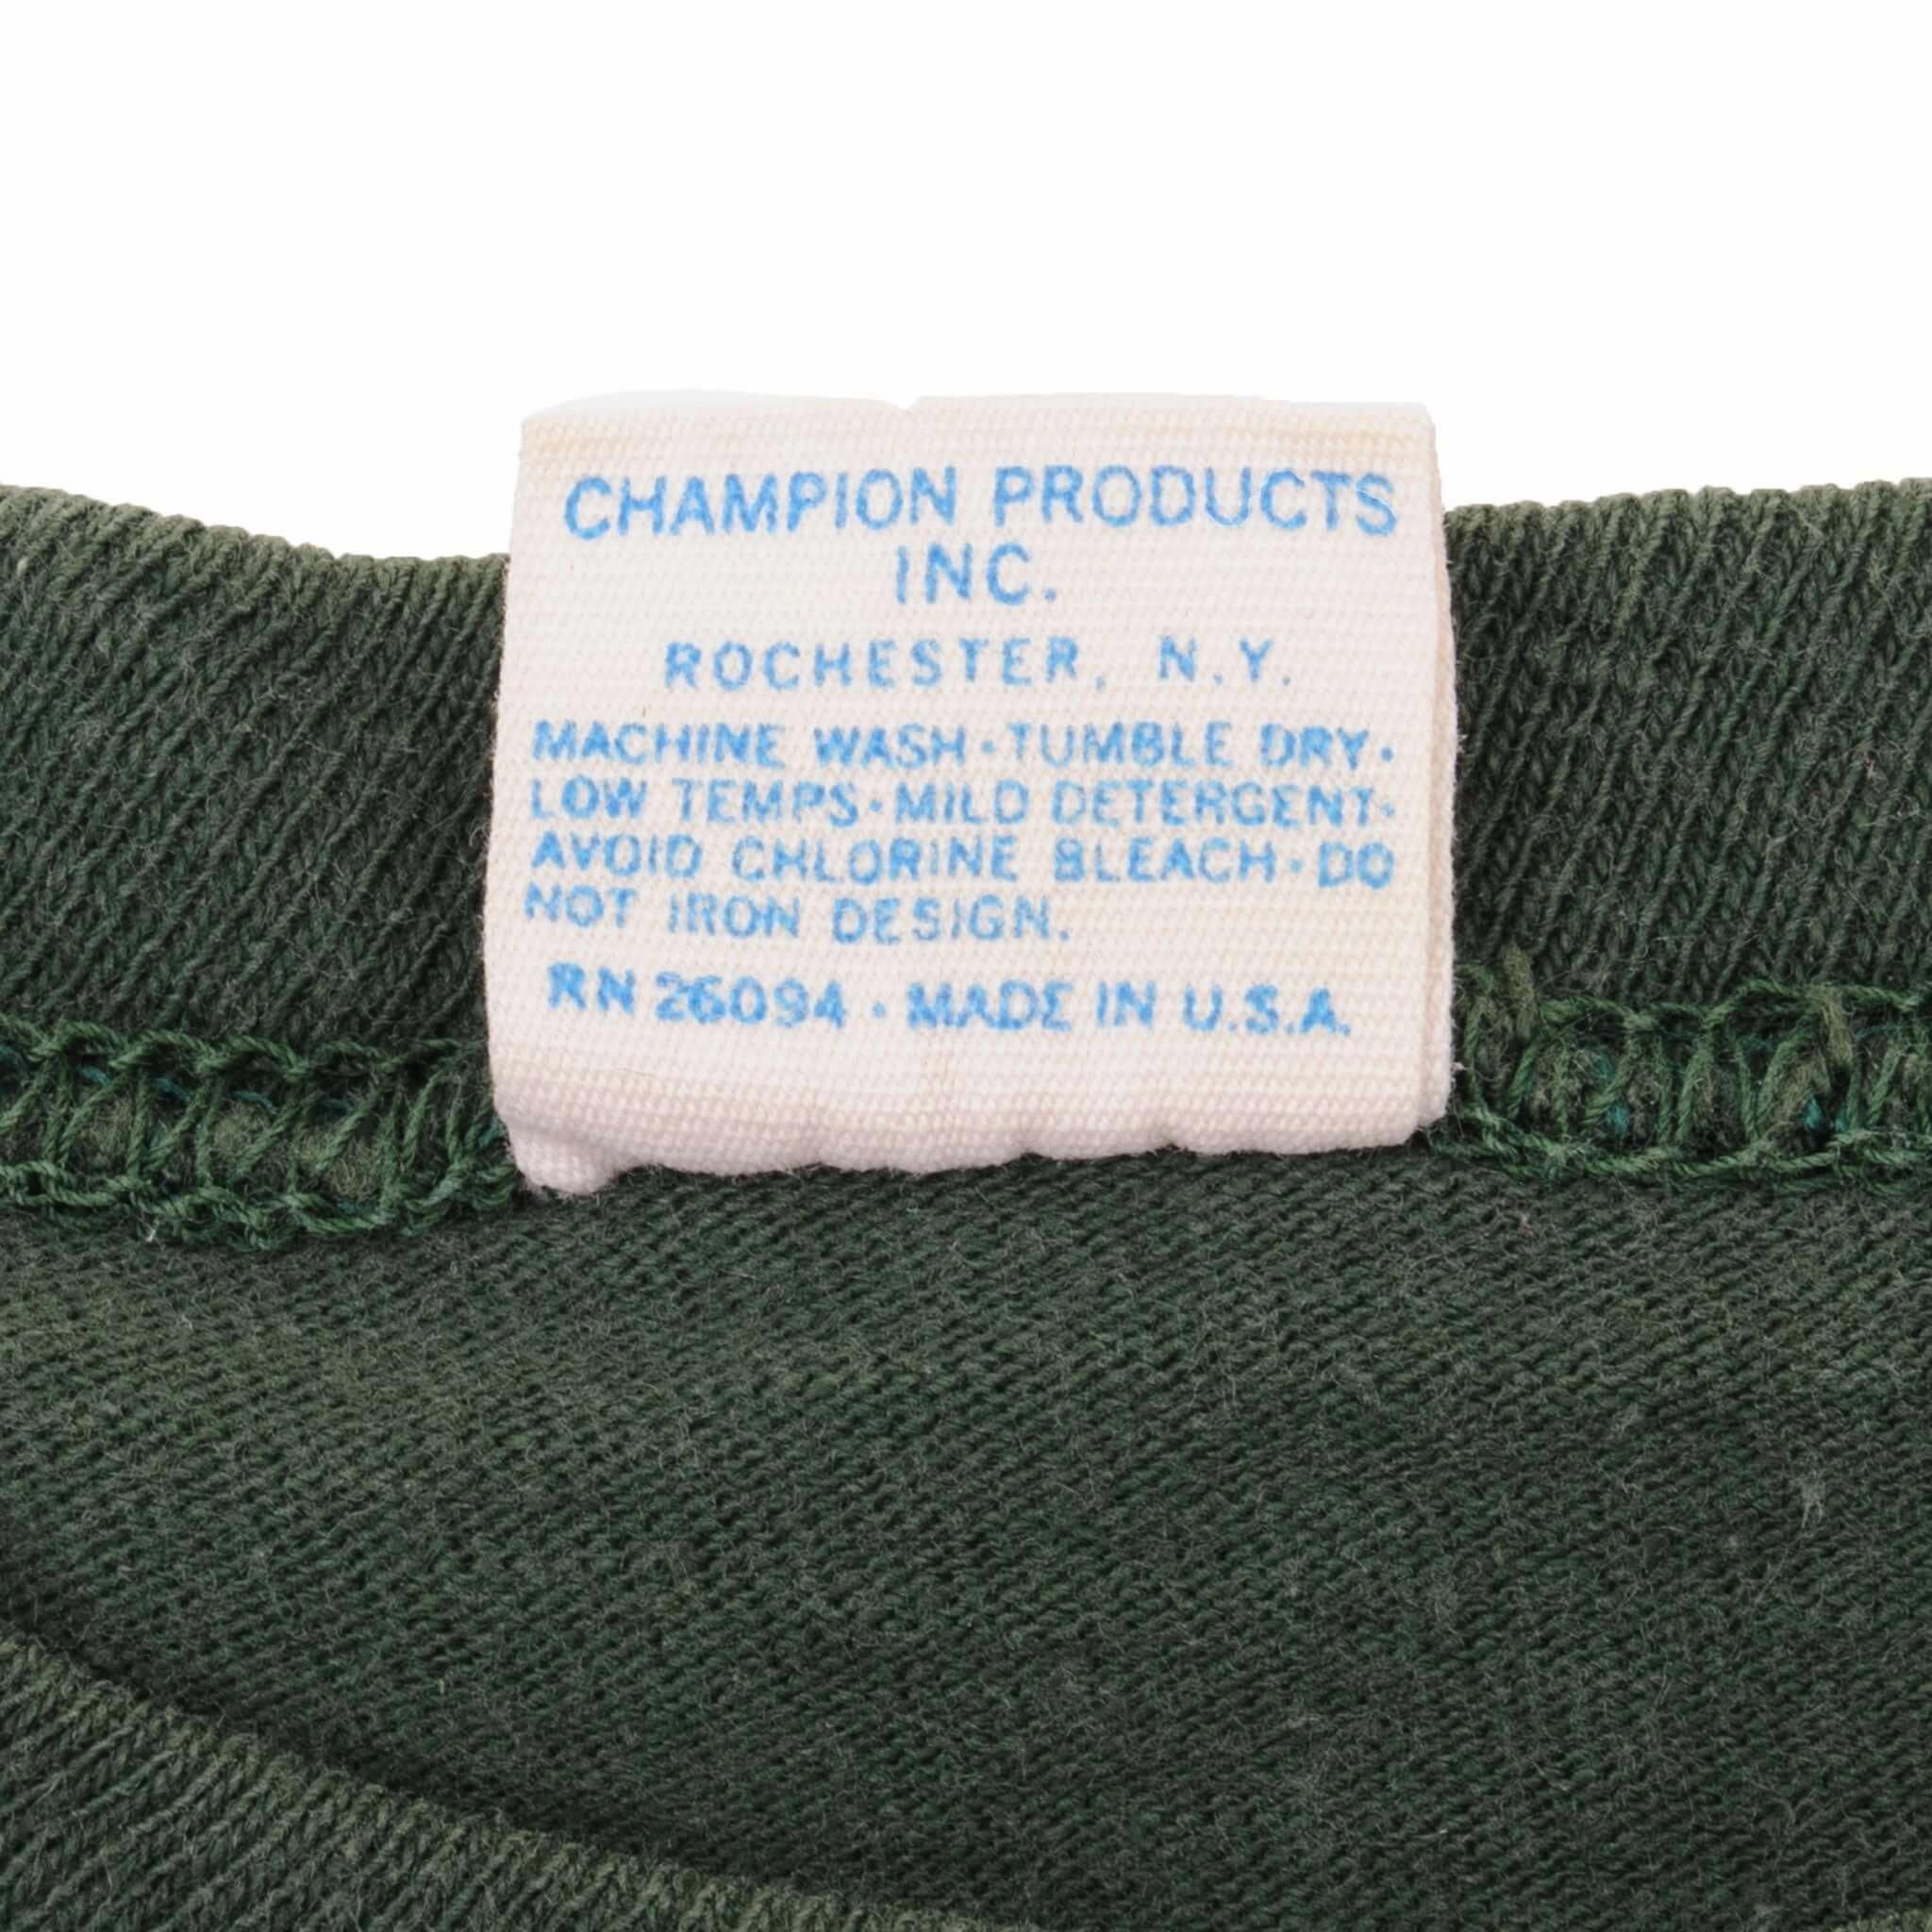 CHAMPION PRODUCTS
INC.
ROCHESTER, N.Y.
MACHINE WASH·TUMBLE DRY·
LOW TEMPS·MILD DETERGENT·
AVOID CHLORINE BLEACH·DO
NOT IRON DESIGN.
RN 26094 · MADE IN U.S.A.